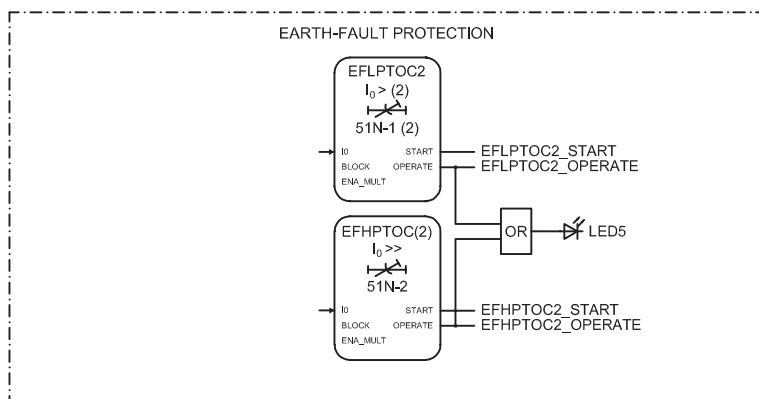 EARTH-FAULT PROTECTION
EFLPTOC2
I₀ > (2)
51N-1 (2)
I0 START EFLPTOC2_START
BLOCK OPERATE EFLPTOC2_OPERATE
ENA_MULT
OR LED5
EFHPTOC(2)
I₀ >>
51N-2
I0 START EFHPTOC2_START
BLOCK OPERATE EFHPTOC2_OPERATE
ENA_MULT